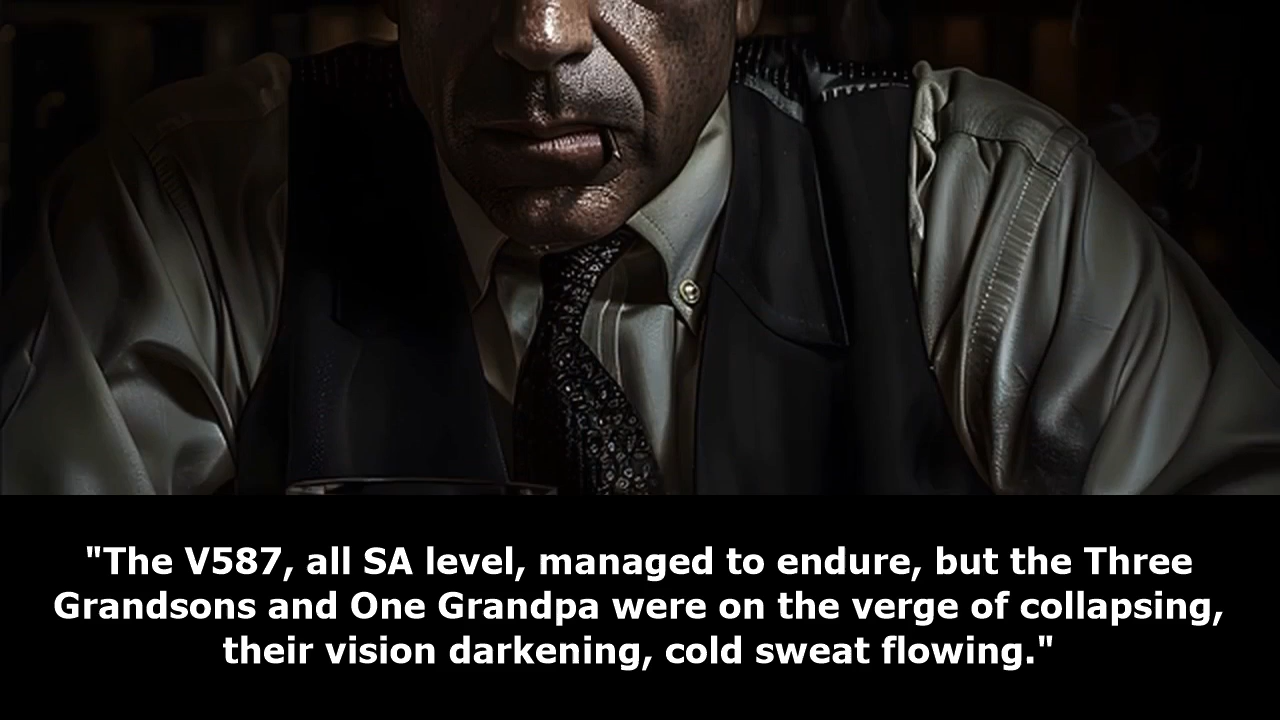 "The V587, all SA level, managed to endure, but the Three
Grandsons and One Grandpa were on the verge of collapsing,
their vision darkening, cold sweat flowing."